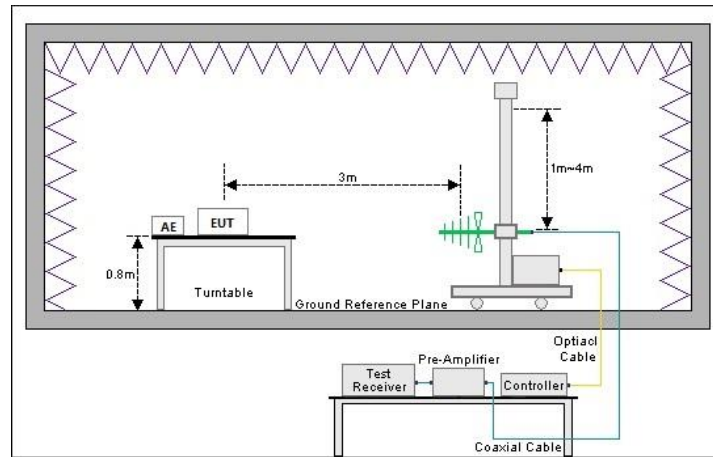 3m
1m~4m
AE
EUT
0.8m
Turntable
Ground Reference Plane
Optiacl
Cable
Pre-Amplifier
Test
Receiver
Controller
Coaxial Cable